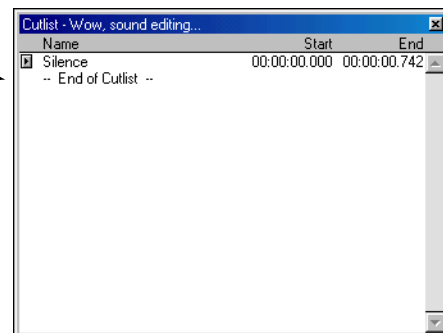 Cutlist - Wow, sound editing...
Name Start End
Silence 00:00:00.000 00:00:00.742
-- End of Cutlist --